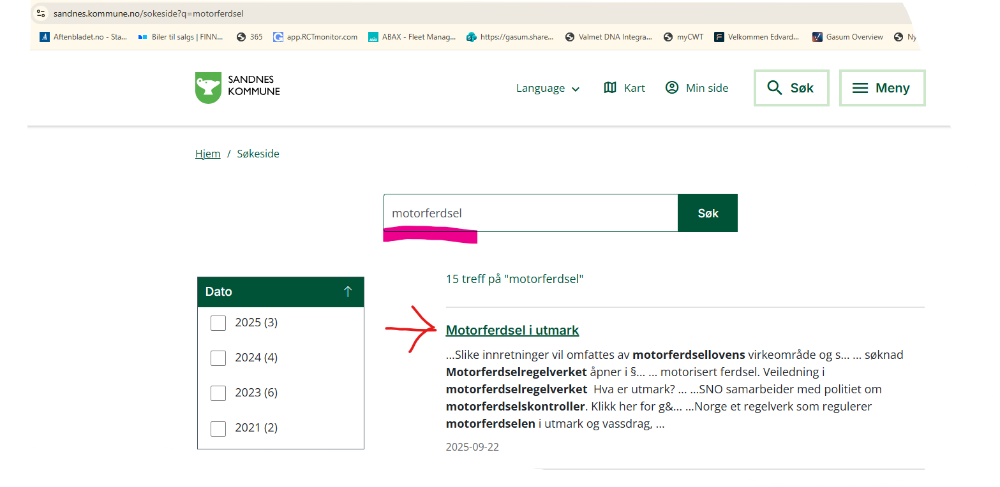 sandnes.kommune.no/sokeside?q=motorferdsel
Aftenbladet.no - Sta... Biler til salgs | FINN... 365 app.RCTmonitor.com ABAX - Fleet Manag... https://gasum.share... Valmet DNA Integra... myCWT Velkommen Edvard... Gasum Overview Ny
SANDNES
KOMMUNE
Language Kart Min side Søk Meny
Hjem / Søkeside
motorferdsel Søk
15 treff på "motorferdsel"
Dato
2025 (3)
2024 (4)
2023 (6)
2021 (2)
Motorferdsel i utmark
...Slike innretninger vil omfattes av motorferdsellovens virkeområde og s... ... søknad
Motorferdselregelverket åpner i §... ... motorisert ferdsel. Veiledning i
motorferdselregelverket Hva er utmark? ... ...SNO samarbeider med politiet om
motorferdselskontroller. Klikk her for g&... ...Norge et regelverk som regulerer
motorferdselen i utmark og vassdrag, ...
2025-09-22